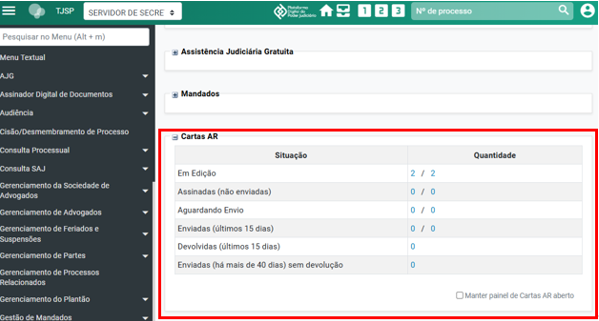 TJSP
SERVIDOR DE SECRE
Plataforma
Digital do
Poder Judiciário
1 2 3
Nº de processo
Pesquisar no Menu (Alt + m)
Menu Textual
AJG
Assinador Digital de Documentos
Audiência
Cisão/Desmembramento de Processo
Consulta Processual
Consulta SAJ
Gerenciamento da Sociedade de
Advogados
Gerenciamento de Advogados
Gerenciamento de Feriados e
Suspensões
Gerenciamento de Partes
Gerenciamento de Processos
Relacionados
Gerenciamento do Plantão
Gestão de Mandados
Assistência Judiciária Gratuita
Mandados
Cartas AR
Situação Quantidade
Em Edição 2 / 2
Assinadas (não enviadas) 0 / 0
Aguardando Envio 0 / 0
Enviadas (últimos 15 dias) 0 / 0
Devolvidas (últimos 15 dias) 0
Enviadas (há mais de 40 dias) sem devolução 0
Manter painel de Cartas AR aberto